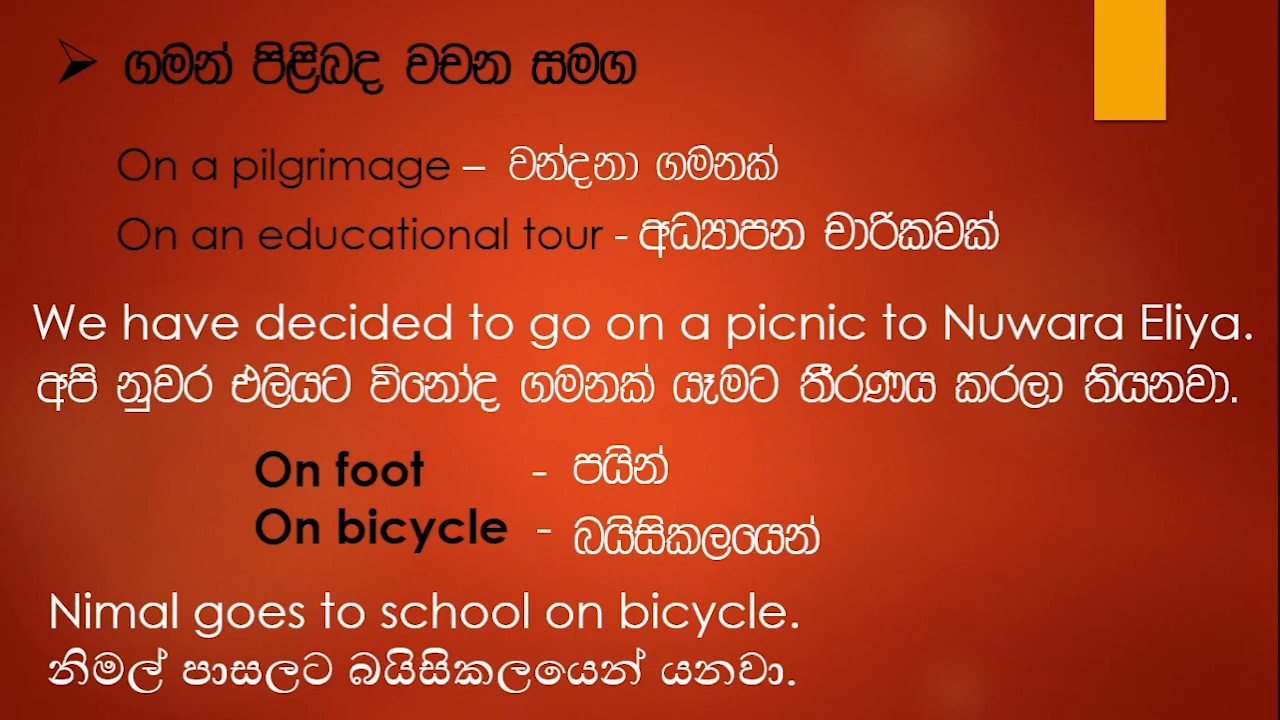 ගමන් පිළිබද වචන සමග
On a pilgrimage – වන්දනා ගමනක්
On an educational tour - අධ්‍යාපන චාරිකවක්
We have decided to go on a picnic to Nuwara Eliya.
අපි නුවර එලියට විනෝද ගමනක් යෑමට තීරණය කරලා තියනවා.
On foot - පයින්
On bicycle - බයිසිකලයෙන්
Nimal goes to school on bicycle.
නිමල් පාසලට බයිසිකලයෙන් යනවා.